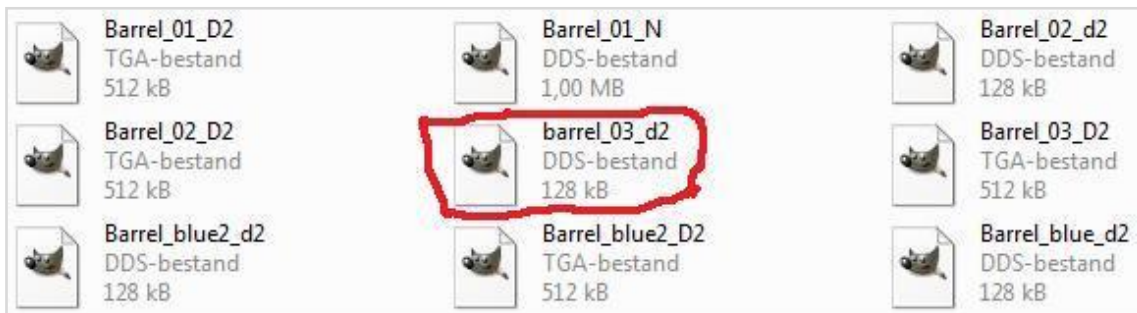 Barrel_01_D2
TGA-bestand
512 kB
Barrel_01_N
DDS-bestand
1,00 MB
Barrel_02_d2
DDS-bestand
128 kB
Barrel_02_D2
TGA-bestand
512 kB
barrel_03_d2
DDS-bestand
128 kB
Barrel_03_D2
TGA-bestand
512 kB
Barrel_blue2_d2
DDS-bestand
128 kB
Barrel_blue2_D2
TGA-bestand
512 kB
Barrel_blue_d2
DDS-bestand
128 kB